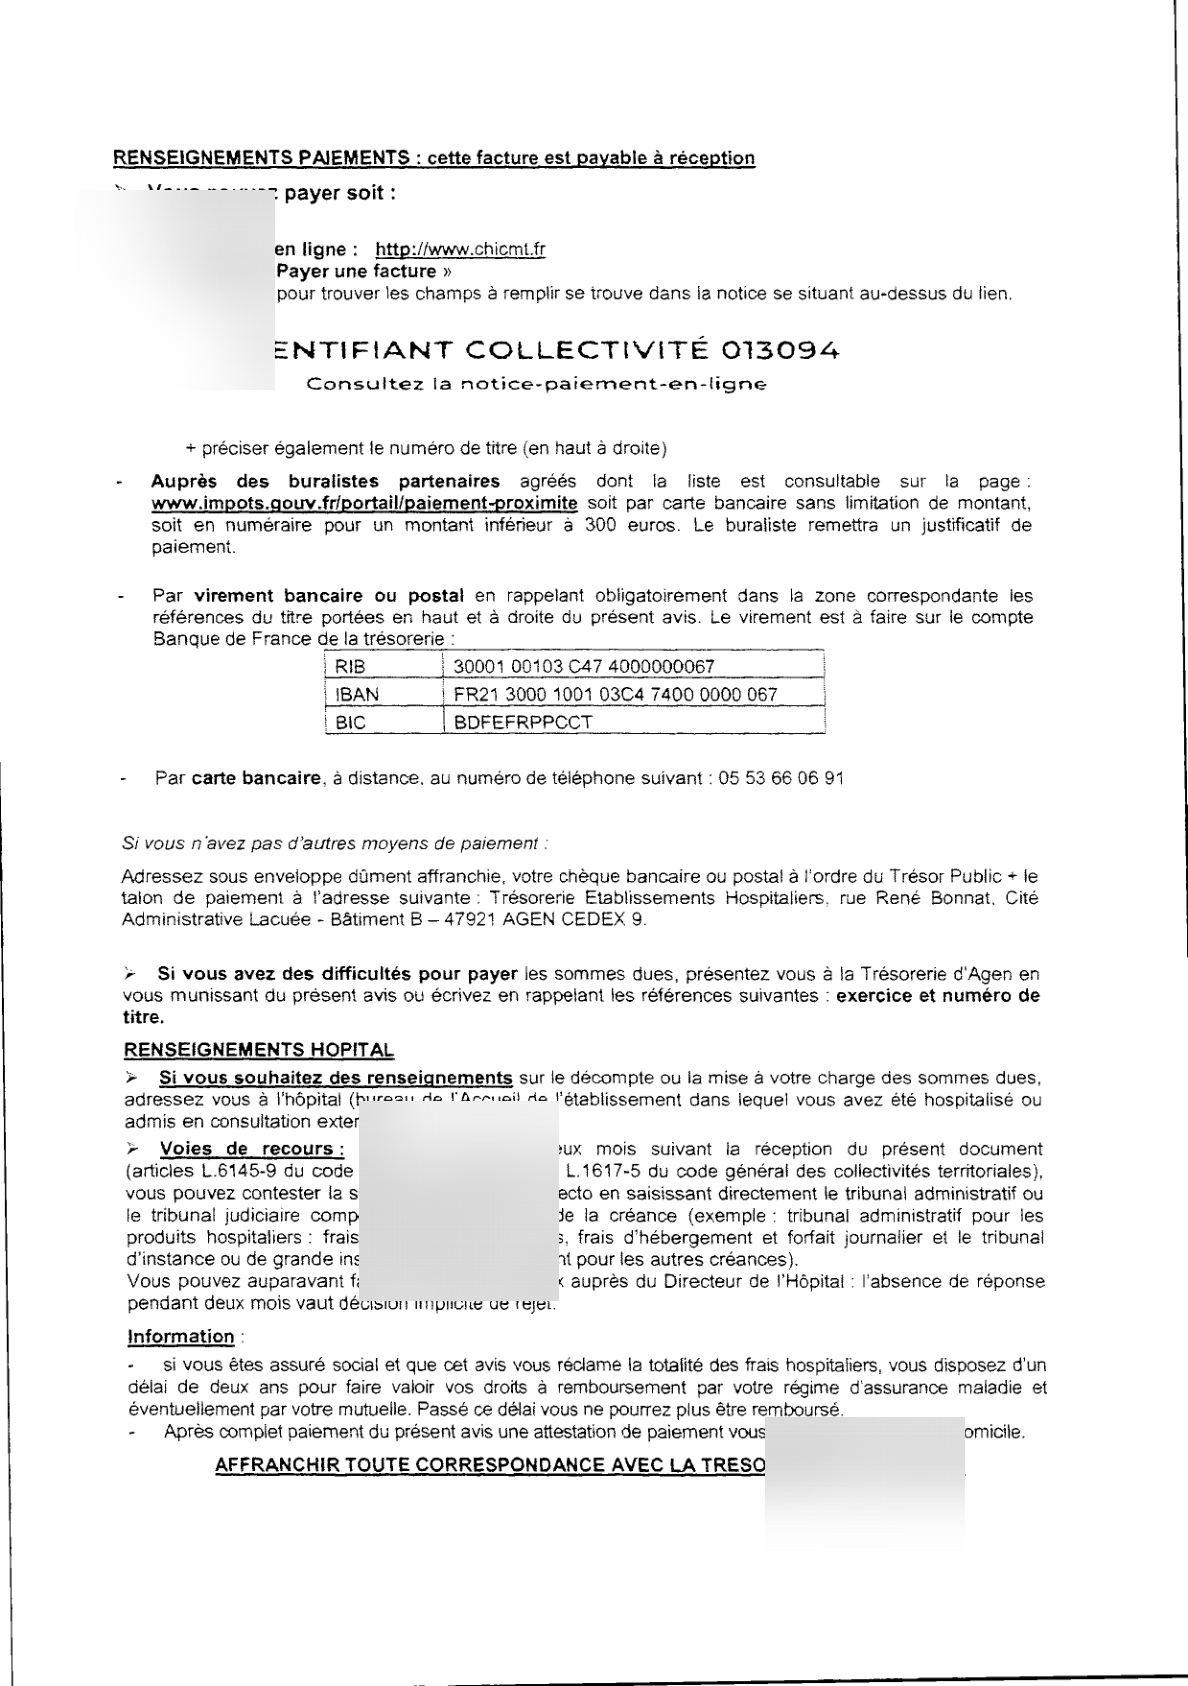 RENSEIGNEMENTS PAIEMENTS : cette facture est payable à réception
➢ payer soit :
en ligne : http://www.chicmt.fr
Payer une facture »
pour trouver les champs à remplir se trouve dans la notice se situant au-dessus du lien.
ENTIFIANT COLLECTIVITÉ 013094
Consultez la notice-paiement-en-ligne
+ préciser également le numéro de titre (en haut à droite)
- Auprès des buralistes partenaires agréés dont la liste est consultable sur la page :
www.impots.gouv.fr/portail/paiement-proximite soit par carte bancaire sans limitation de montant,
soit en numéraire pour un montant inférieur à 300 euros. Le buraliste remettra un justificatif de
paiement.
- Par virement bancaire ou postal en rappelant obligatoirement dans la zone correspondante les
références du titre portées en haut et à droite du présent avis. Le virement est à faire sur le compte
Banque de France de la trésorerie :
RIB 30001 00103 C47 4000000067
IBAN FR21 3000 1001 03C4 7400 0000 067
BIC BDFEFRPPCCT
- Par carte bancaire, à distance, au numéro de téléphone suivant : 05 53 66 06 91
Si vous n'avez pas d'autres moyens de paiement :
Adressez sous enveloppe dûment affranchie, votre chèque bancaire ou postal à l'ordre du Trésor Public + le
talon de paiement à l'adresse suivante : Trésorerie Etablissements Hospitaliers, rue René Bonnat, Cité
Administrative Lacuée - Bâtiment B – 47921 AGEN CEDEX 9.
➢ Si vous avez des difficultés pour payer les sommes dues, présentez vous à la Trésorerie d'Agen en
vous munissant du présent avis ou écrivez en rappelant les références suivantes : exercice et numéro de
titre.
RENSEIGNEMENTS HOPITAL
➢ Si vous souhaitez des renseignements sur le décompte ou la mise à votre charge des sommes dues,
adressez vous à l'hôpital (bureau de l'Accueil de l'établissement dans lequel vous avez été hospitalisé ou
admis en consultation exter
➢ Voies de recours : eux mois suivant la réception du présent document
(articles L.6145-9 du code L.1617-5 du code général des collectivités territoriales),
vous pouvez contester la s ecto en saisissant directement le tribunal administratif ou
le tribunal judiciaire comp de la créance (exemple : tribunal administratif pour les
produits hospitaliers : frais s, frais d'hébergement et forfait journalier et le tribunal
d'instance ou de grande ins nt pour les autres créances).
Vous pouvez auparavant fa x auprès du Directeur de l'Hôpital : l'absence de réponse
pendant deux mois vaut décision implicite de rejet.
Information :
- si vous êtes assuré social et que cet avis vous réclame la totalité des frais hospitaliers, vous disposez d'un
délai de deux ans pour faire valoir vos droits à remboursement par votre régime d'assurance maladie et
éventuellement par votre mutuelle. Passé ce délai vous ne pourrez plus être remboursé.
- Après complet paiement du présent avis une attestation de paiement vous omicile.
AFFRANCHIR TOUTE CORRESPONDANCE AVEC LA TRESO